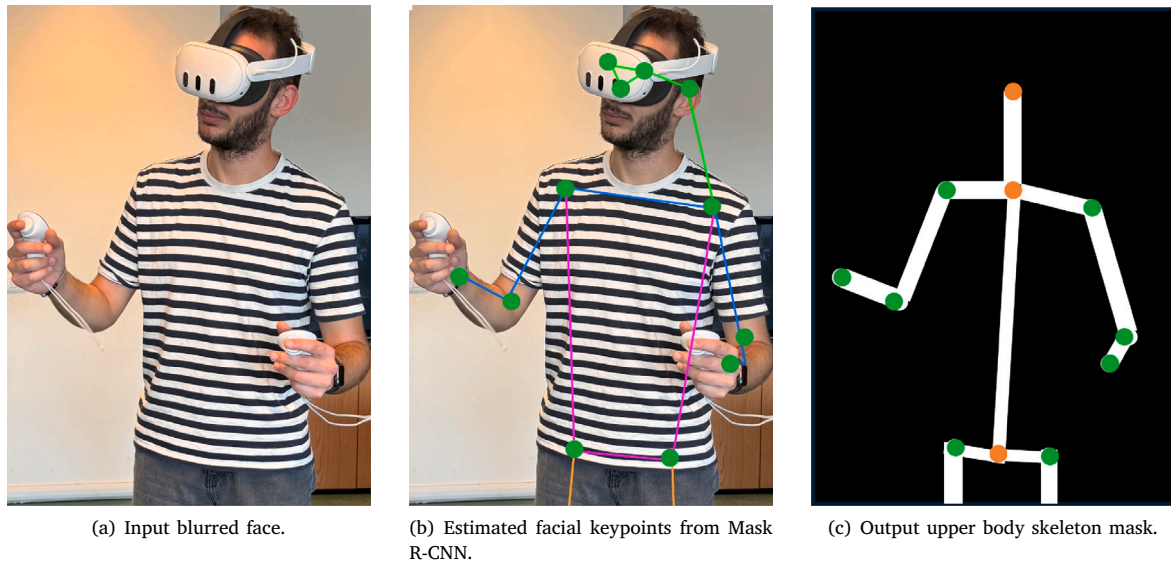 (a) Input blurred face.
(b) Estimated facial keypoints from Mask
R-CNN.
(c) Output upper body skeleton mask.